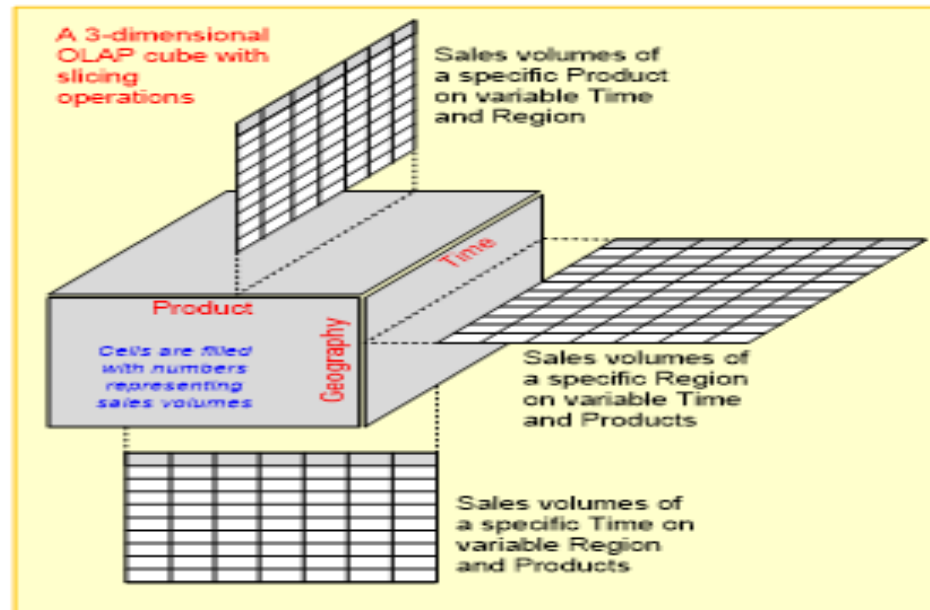 A 3-dimensional
OLAP cube with
slicing
operations
Sales volumes of
a specific Product
on variable Time
and Region
Time
Product
Geography
Cells are filled
with numbers
representing
sales volumes
Sales volumes of
a specific Region
on variable Time
and Products
Sales volumes of
a specific Time on
variable Region
and Products